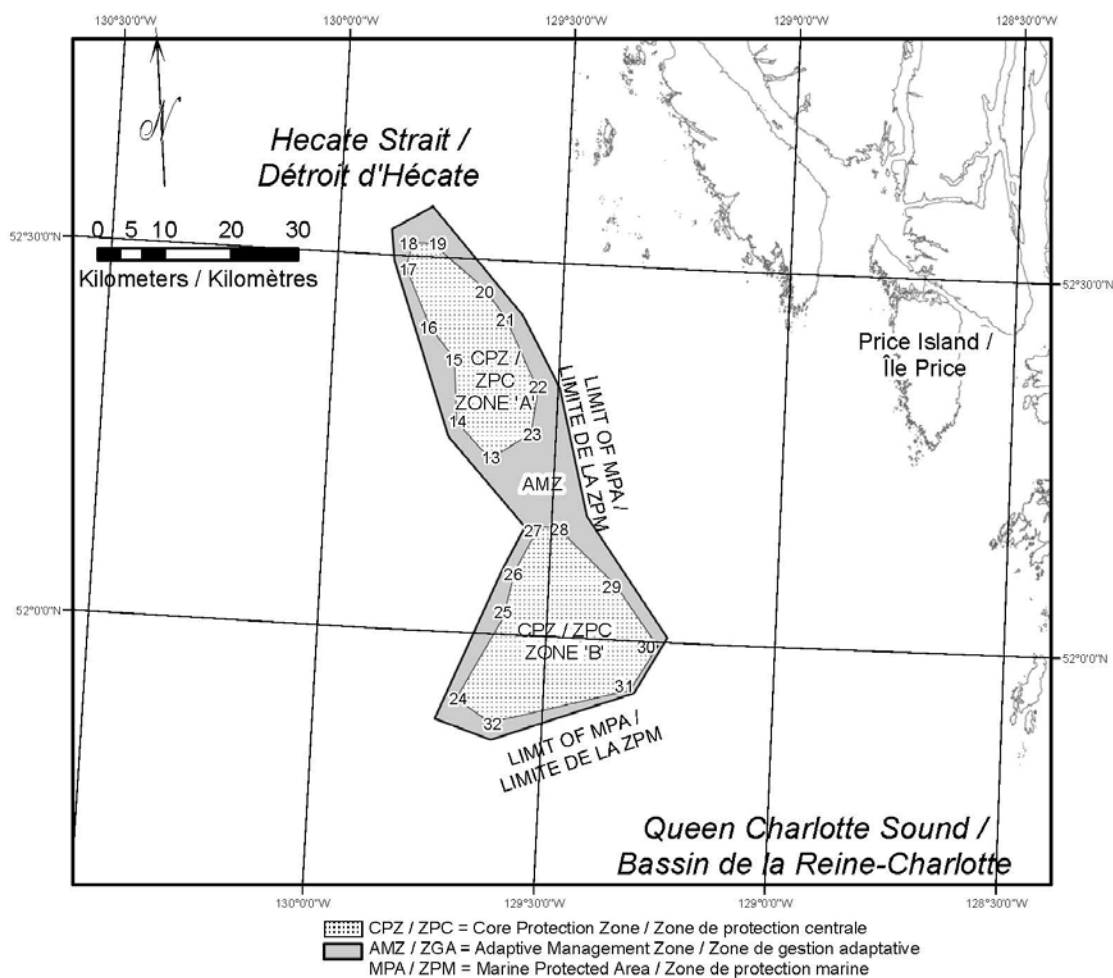 130°30'0"W
130°0'0"W
129°30'0"W
129°0'0"W
128°30'0"W
N
Hecate Strait /
Détroit d'Hécate
52°30'0"N
0 5 10 20 30
Kilometers / Kilomètres
52°30'0"N
18 19
17
20
21
16
15
CPZ /
ZPC
ZONE 'A'
22
14
23
13
Price Island /
Île Price
LIMIT OF MPA /
LIMITE DE LA ZPM
AMZ
27 28
26
29
25
52°0'0"N
CPZ / ZPC
ZONE 'B'
30
52°0'0"N
31
24
32
LIMIT OF MPA /
LIMITE DE LA ZPM
Queen Charlotte Sound /
Bassin de la Reine-Charlotte
130°0'0"W
129°30'0"W
129°0'0"W
128°30'0"W
CPZ / ZPC = Core Protection Zone / Zone de protection centrale
AMZ / ZGA = Adaptive Management Zone / Zone de gestion adaptative
MPA / ZPM = Marine Protected Area / Zone de protection marine